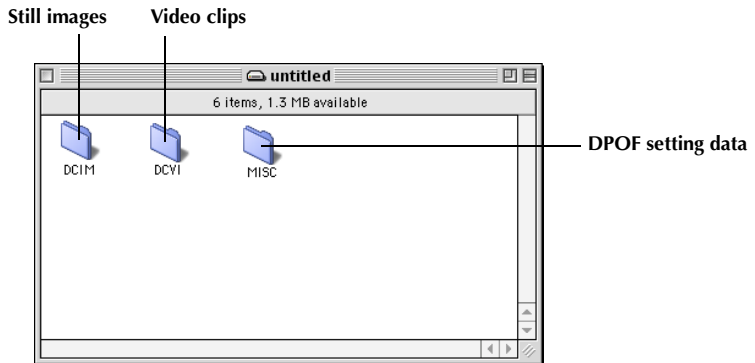 Still images Video clips
untitled
6 items, 1.3 MB available
DCIM DCVI MISC
DPOF setting data